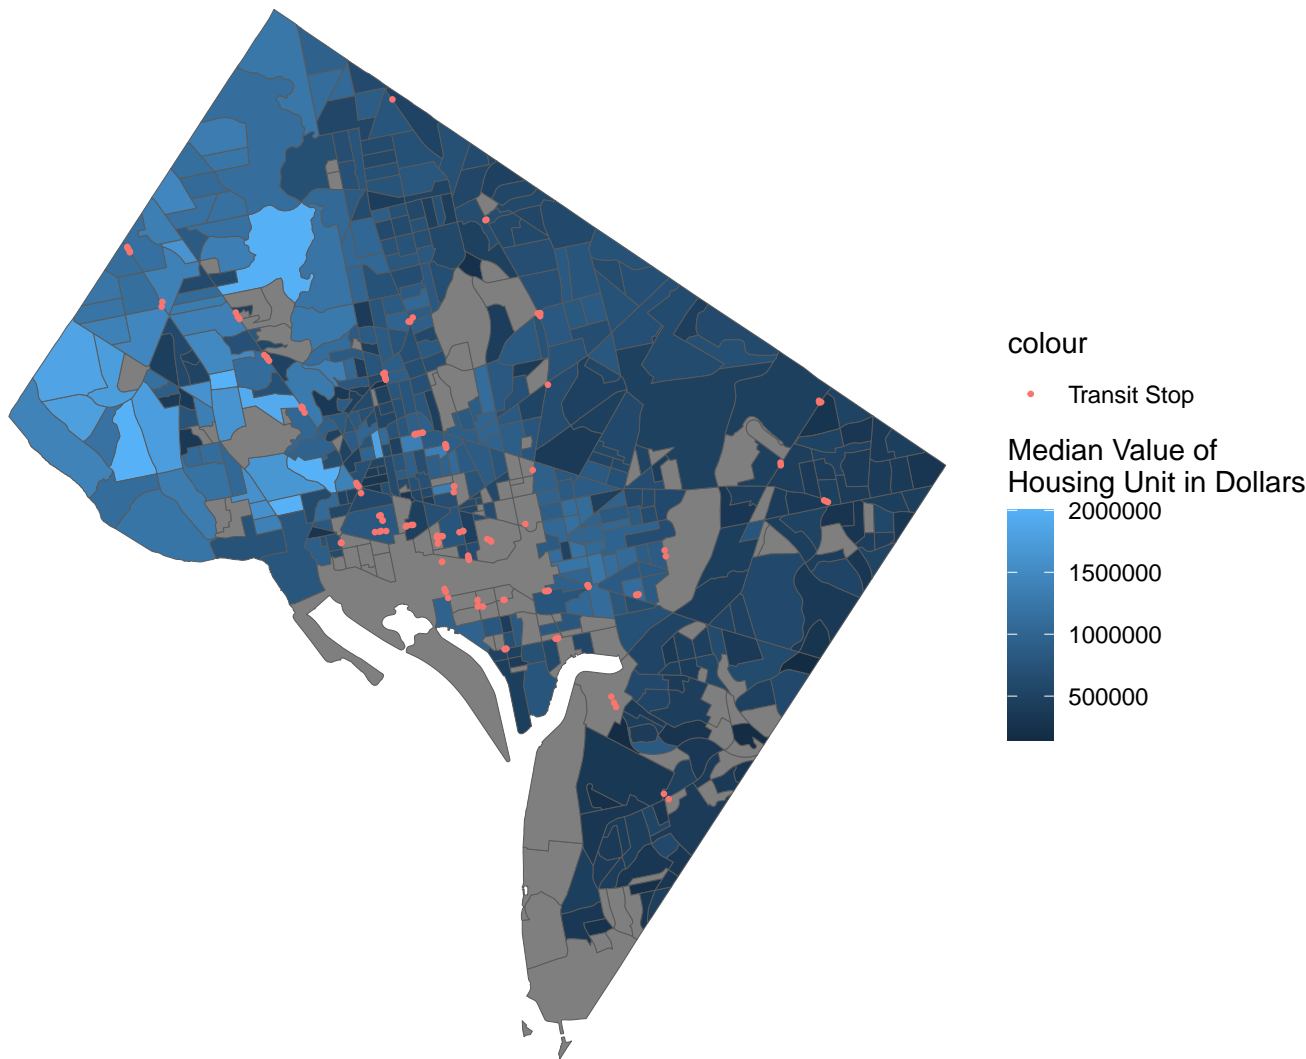 colour
Transit Stop
Median Value of
Housing Unit in Dollars
2000000
1500000
1000000
500000